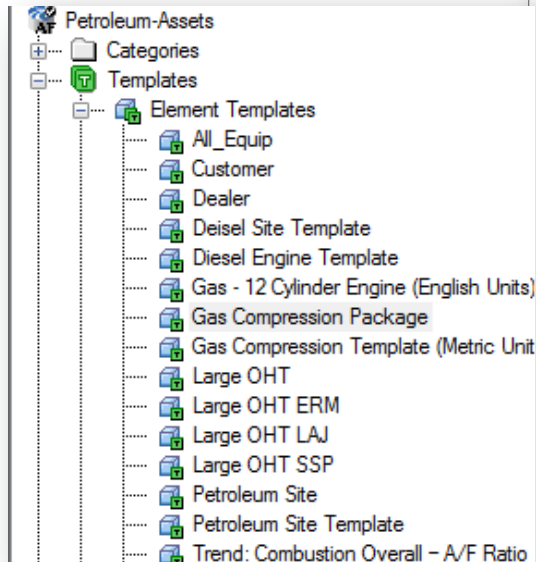 Petroleum-Assets
Categories
Templates
Element Templates
All_Equip
Customer
Dealer
Deisel Site Template
Diesel Engine Template
Gas - 12 Cylinder Engine (English Units)
Gas Compression Package
Gas Compression Template (Metric Unit
Large OHT
Large OHT ERM
Large OHT LAJ
Large OHT SSP
Petroleum Site
Petroleum Site Template
Trend: Combustion Overall – A/F Ratio